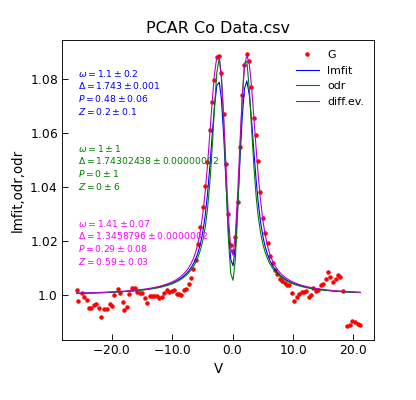 PCAR Co Data.csv
lmfit,odr,odr
1.08
1.06
1.04
1.02
1.0
ω = 1.1 ± 0.2
Δ = 1.743 ± 0.001
P = 0.48 ± 0.06
Z = 0.2 ± 0.1
ω = 1 ± 1
Δ = 1.74302438 ± 0.00000002
P = 0 ± 1
Z = 0 ± 6
ω = 1.41 ± 0.07
Δ = 1.3458796 ± 0.0000002
P = 0.29 ± 0.08
Z = 0.59 ± 0.03
G
lmfit
odr
diff.ev.
−20.0 −10.0 0.0 10.0 20.0
V